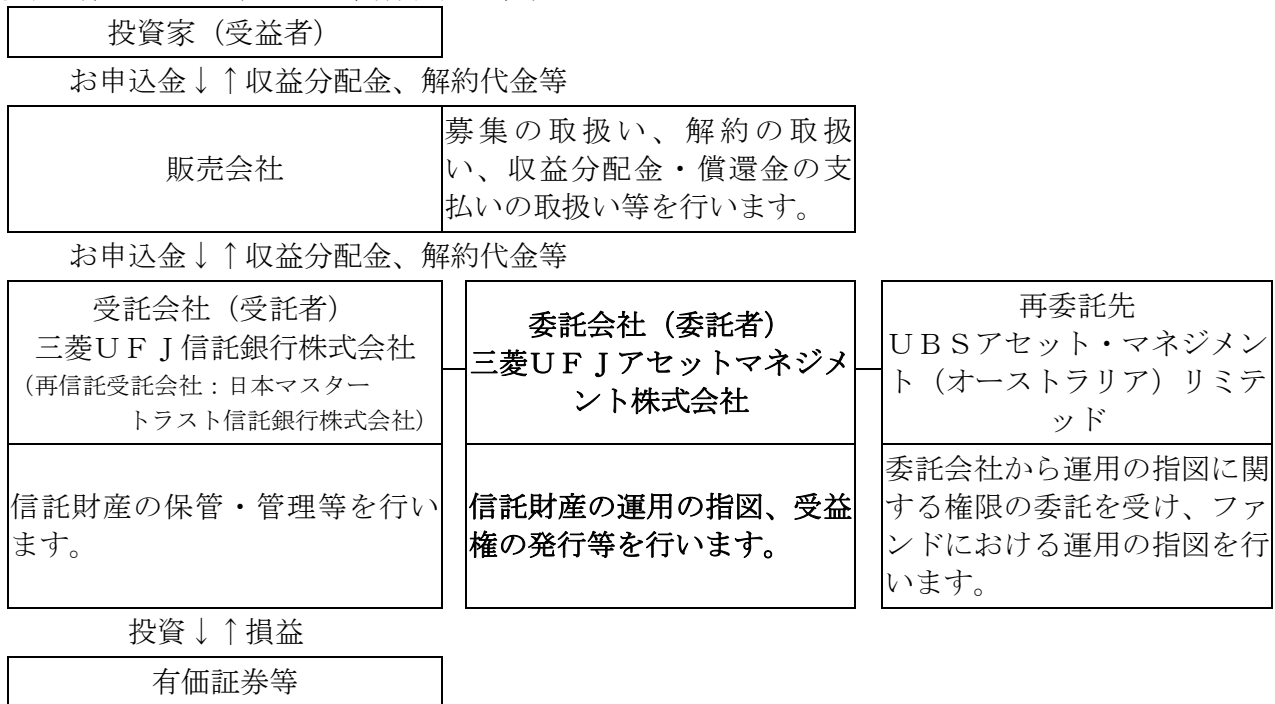 投資家（受益者）
お申込金↓↑収益分配金、解約代金等
販売会社
募集の取扱い、解約の取扱
い、収益分配金・償還金の支
払いの取扱い等を行います。
お申込金↓↑収益分配金、解約代金等
受託会社（受託者）
三菱ＵＦＪ信託銀行株式会社
（再信託受託会社：日本マスター
トラスト信託銀行株式会社）
委託会社（委託者）
三菱ＵＦＪアセットマネジメ
ント株式会社
再委託先
ＵＢＳアセット・マネジメン
ト（オーストラリア）リミテ
ッド
信託財産の保管・管理等を行い
ます。
信託財産の運用の指図、受益
権の発行等を行います。
委託会社から運用の指図に関
する権限の委託を受け、ファ
ンドにおける運用の指図を行
います。
投資↓↑損益
有価証券等